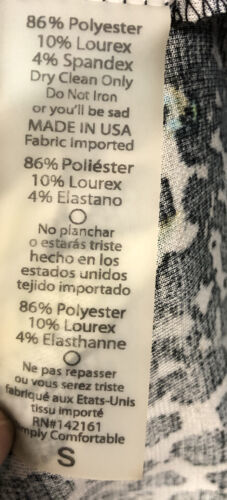 86% Polyester
10% Lourex
4% Spandex
Dry Clean Only
Do Not Iron
or you'll be sad
MADE IN USA
Fabric imported
86% Poliéster
10% Lourex
4% Elastano
No planchar
o estarás triste
hecho en los
estados unidos
tejido importado
86% Polyester
10% Lourex
4% Elasthanne
Ne pas repasser
ou vous serez triste
fabriqué aux Etats-Unis
tissu importé
RN#142161
Comfortable
S